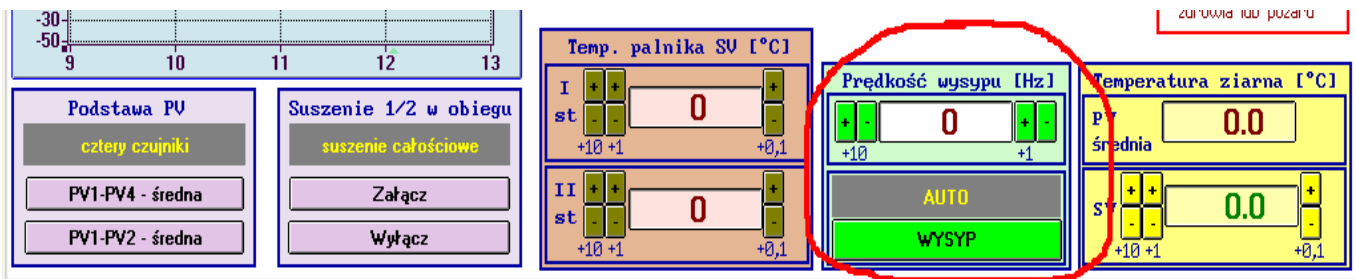 zdrowia lub pożaru
-30
-50
9 10 11 12 13
Podstawa PV
cztery czujniki
PV1-PV4 - średna
PV1-PV2 - średna
Suszenie 1/2 w obiegu
suszenie całościowe
Załącz
Wyłącz
Temp. palnika SV [°C]
I + + 0 +
st - - -
+10 +1 +0,1
II + + 0 +
st - - -
+10 +1 +0,1
Prędkość wysypu [Hz]
+ - 0 + -
+10 +1
AUTO
WYSYP
Temperatura ziarna [°C]
PV 0.0
średnia
SV + + 0.0 +
- - -
+10 +1 +0,1